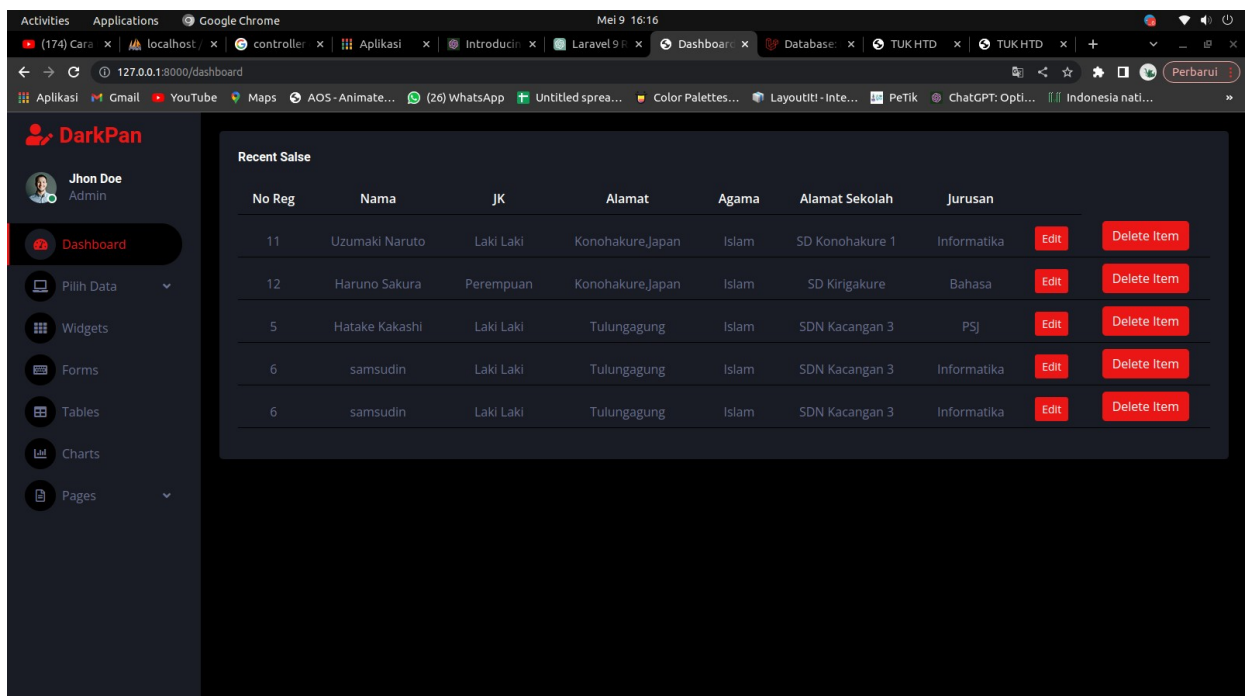 Activities Applications Google Chrome Mei 9 16:16
(174) Cara localhost / controller Aplikasi Introducin Laravel 9 R Dashboard Database: TUK HTD TUK HTD
127.0.0.1:8000/dashboard Perbarui
Aplikasi Gmail YouTube Maps AOS - Animate... (26) WhatsApp Untitled sprea... Color Palettes... LayoutIt! - Inte... PeTik ChatGPT: Opti... Indonesia nati... »
DarkPan
Jhon Doe
Admin
Dashboard
Pilih Data
Widgets
Forms
Tables
Charts
Pages
Recent Salse
No Reg Nama JK Alamat Agama Alamat Sekolah Jurusan
11 Uzumaki Naruto Laki Laki Konohakure,Japan Islam SD Konohakure 1 Informatika Edit Delete Item
12 Haruno Sakura Perempuan Konohakure,Japan Islam SD Kirigakure Bahasa Edit Delete Item
5 Hatake Kakashi Laki Laki Tulungagung Islam SDN Kacangan 3 PSJ Edit Delete Item
6 samsudin Laki Laki Tulungagung Islam SDN Kacangan 3 Informatika Edit Delete Item
6 samsudin Laki Laki Tulungagung Islam SDN Kacangan 3 Informatika Edit Delete Item